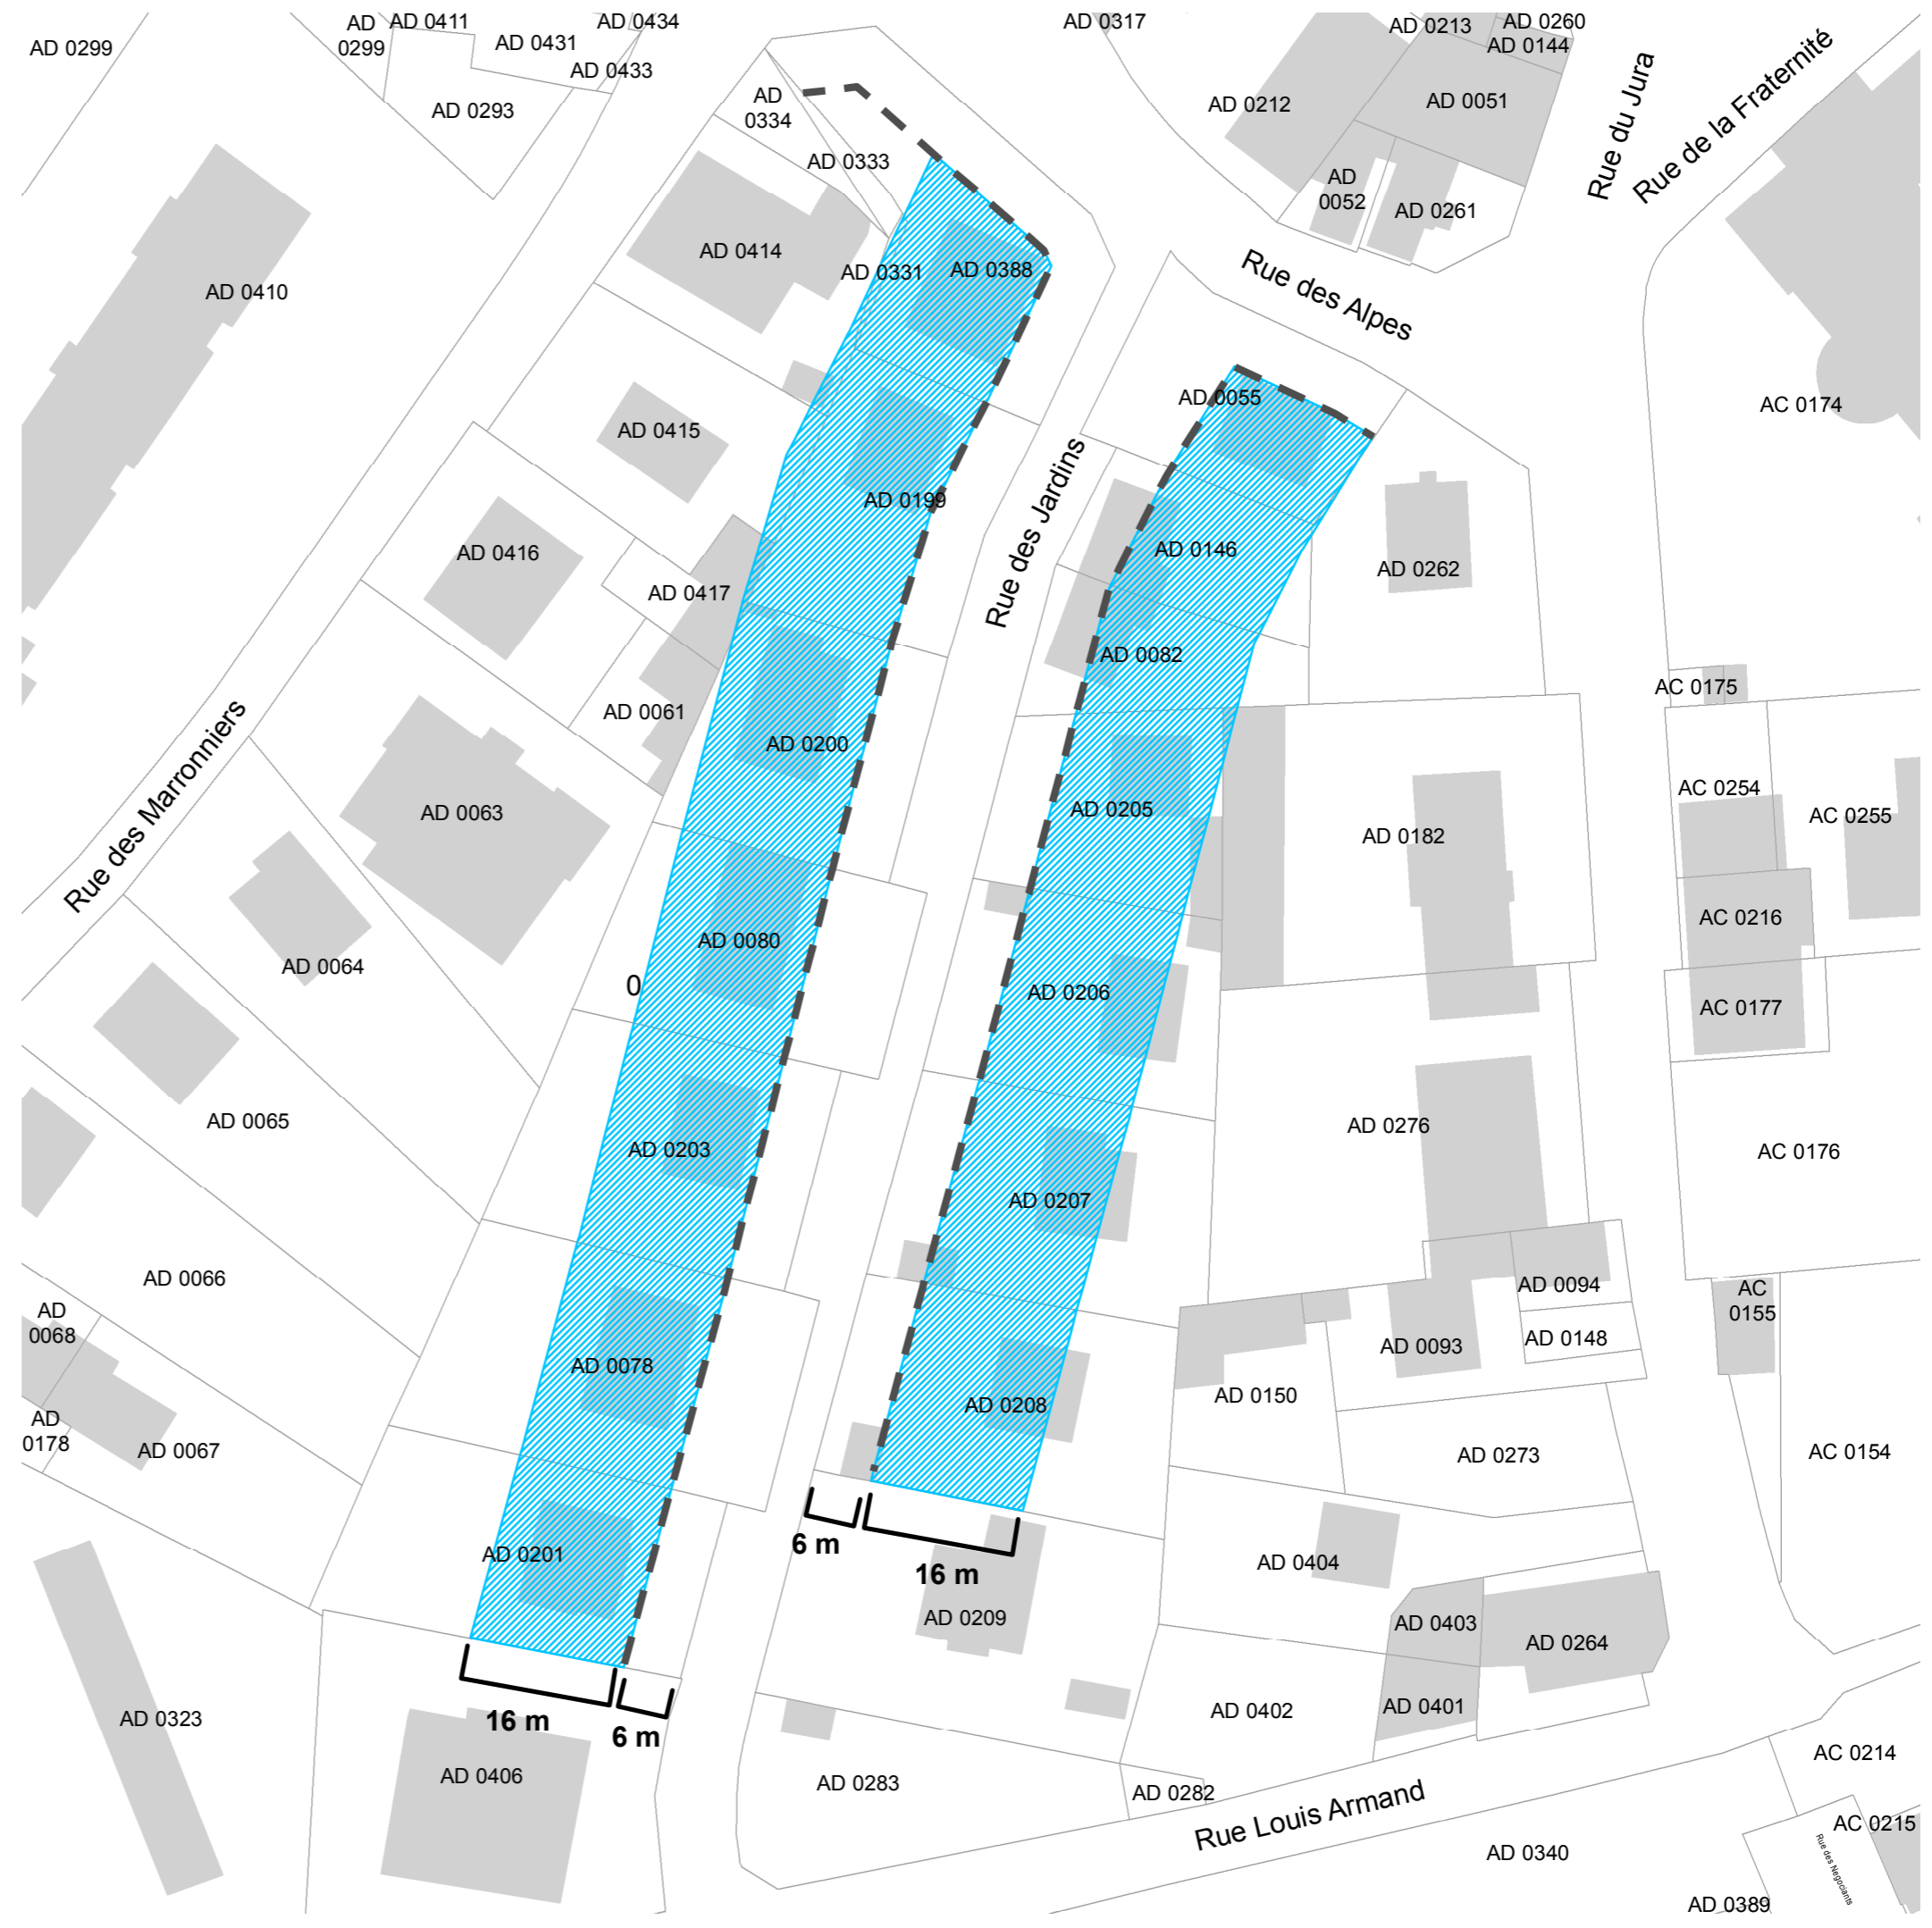 AD 0299
AD
0299
AD 0411
AD 0431
AD 0434
AD 0433
AD 0293
AD 0317
AD 0213
AD 0260
AD 0144
AD 0212
AD 0051
AD
0052
AD 0261
Rue du Jura
Rue de la Fraternité
AD
0334
AD 0333
AD 0414
AD 0331
AD 0388
AD 0410
Rue des Alpes
AD 0055
AC 0174
AD 0415
AD 0199
Rue des Jardins
AD 0146
AD 0262
AD 0416
AD 0417
AD 0082
AC 0175
AD 0061
AD 0200
Rue des Marronniers
AD 0063
AD 0205
AD 0182
AC 0254
AC 0255
AC 0216
AD 0080
AD 0064
0
AD 0206
AC 0177
AD 0065
AD 0203
AD 0276
AC 0176
AD 0207
AD 0066
AD
0068
AD 0094
AC
0155
AD 0148
AD 0093
AD 0078
AD 0150
AD 0208
AD
0178
AD 0067
AD 0273
AC 0154
6 m
16 m
AD 0201
AD 0404
AD 0209
AD 0403
AD 0264
AD 0323
16 m
6 m
AD 0402
AD 0401
AD 0406
AD 0283
AD 0282
Rue Louis Armand
AC 0214
AC 0215
Rue des Negociants
AD 0340
AD 0389